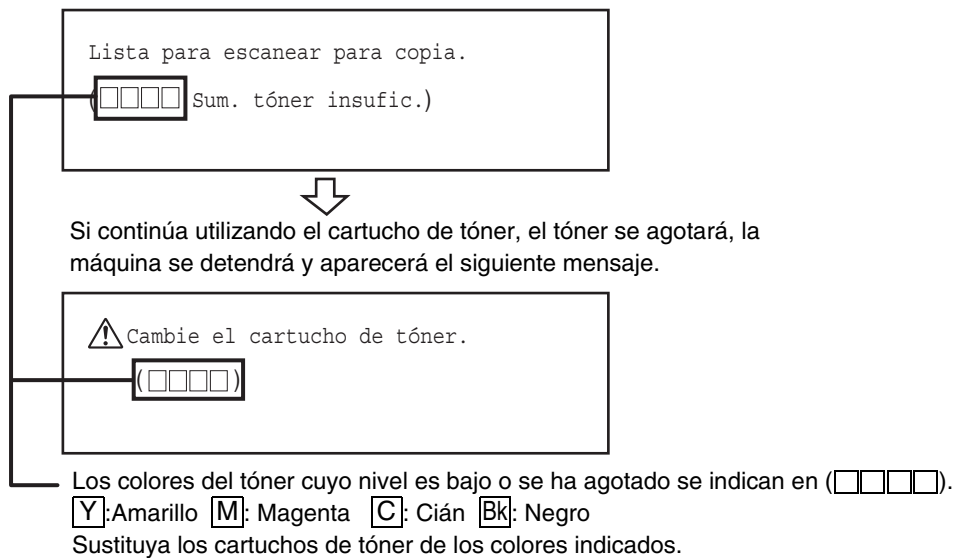 Lista para escanear para copia.
(□□□□ Sum. tóner insufic.)
Si continúa utilizando el cartucho de tóner, el tóner se agotará, la
máquina se detendrá y aparecerá el siguiente mensaje.
Cambie el cartucho de tóner.
(□□□□)
Los colores del tóner cuyo nivel es bajo o se ha agotado se indican en (□□□□).
Y:Amarillo M: Magenta C: Cián Bk: Negro
Sustituya los cartuchos de tóner de los colores indicados.